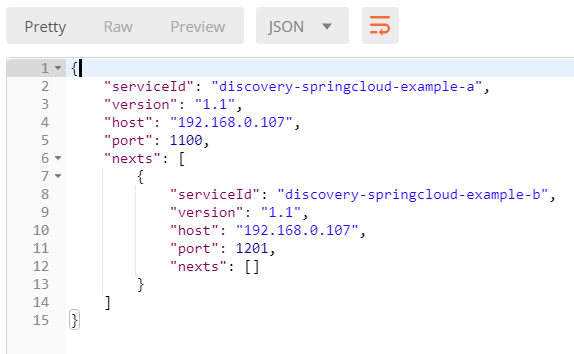 Pretty Raw Preview JSON
1 {
2 "serviceId": "discovery-springcloud-example-a",
3 "version": "1.1",
4 "host": "192.168.0.107",
5 "port": 1100,
6 "nexts": [
7 {
8 "serviceId": "discovery-springcloud-example-b",
9 "version": "1.1",
10 "host": "192.168.0.107",
11 "port": 1201,
12 "nexts": []
13 }
14 ]
15 }